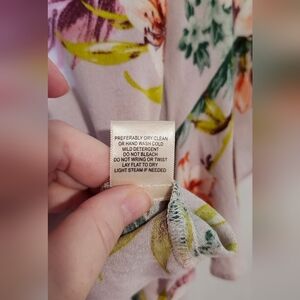 PREFERABLY DRY CLEAN
OR HAND WASH COLD
MILD DETERGENT
DO NOT BLEACH
DO NOT WRING OR TWIST
LAY FLAT TO DRY
LIGHT STEAM IF NEEDED